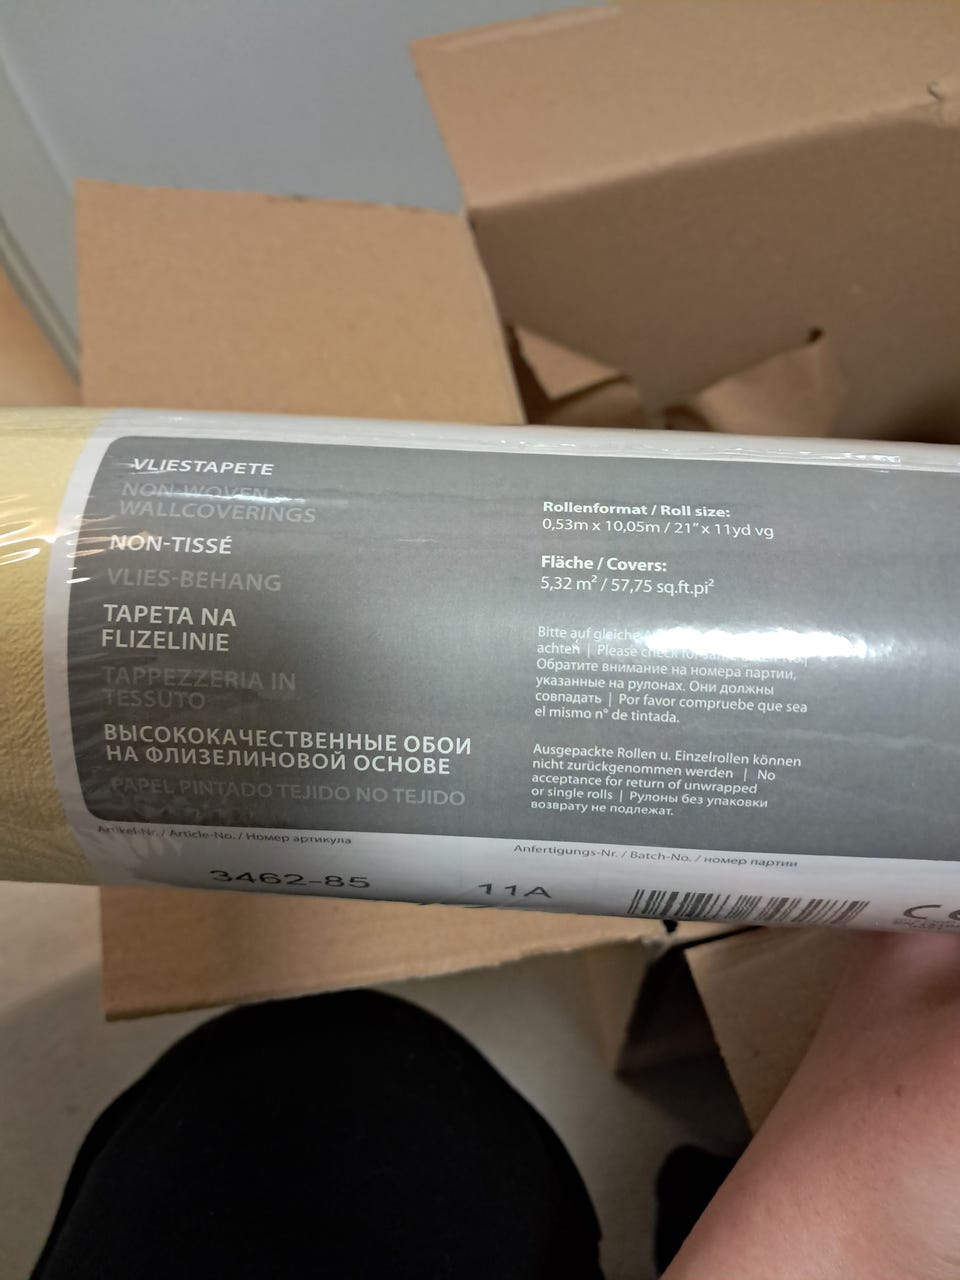 VLIESTAPETE
NON-WOVEN
WALLCOVERINGS
NON-TISSÉ
VLIES-BEHANG
TAPETA NA
FLIZELINIE
TAPPEZZERIA IN
TESSUTO
ВЫСОКОКАЧЕСТВЕННЫЕ ОБОИ
НА ФЛИЗЕЛИНОВОЙ ОСНОВЕ
PAPEL PINTADO TEJIDO NO TEJIDO
Rollenformat / Roll size:
0,53m x 10,05m / 21" x 11yd vg
Fläche / Covers:
5,32 m² / 57,75 sq.ft.pi²
Bitte auf gleiche
achten | Please check for
Обратите внимание на номера партии,
указанные на рулонах. Они должны
совпадать | Por favor compruebe que sea
el mismo n° de tintada.
Ausgepackte Rollen u. Einzelrollen können
nicht zurückgenommen werden | No
acceptance for return of unwrapped
or single rolls | Рулоны без упаковки
возврату не подлежат.
Artikel-Nr. / Article-No. / Номер артикула
Anfertigungs-Nr. / Batch-No. / номер партии
3462-85
11A